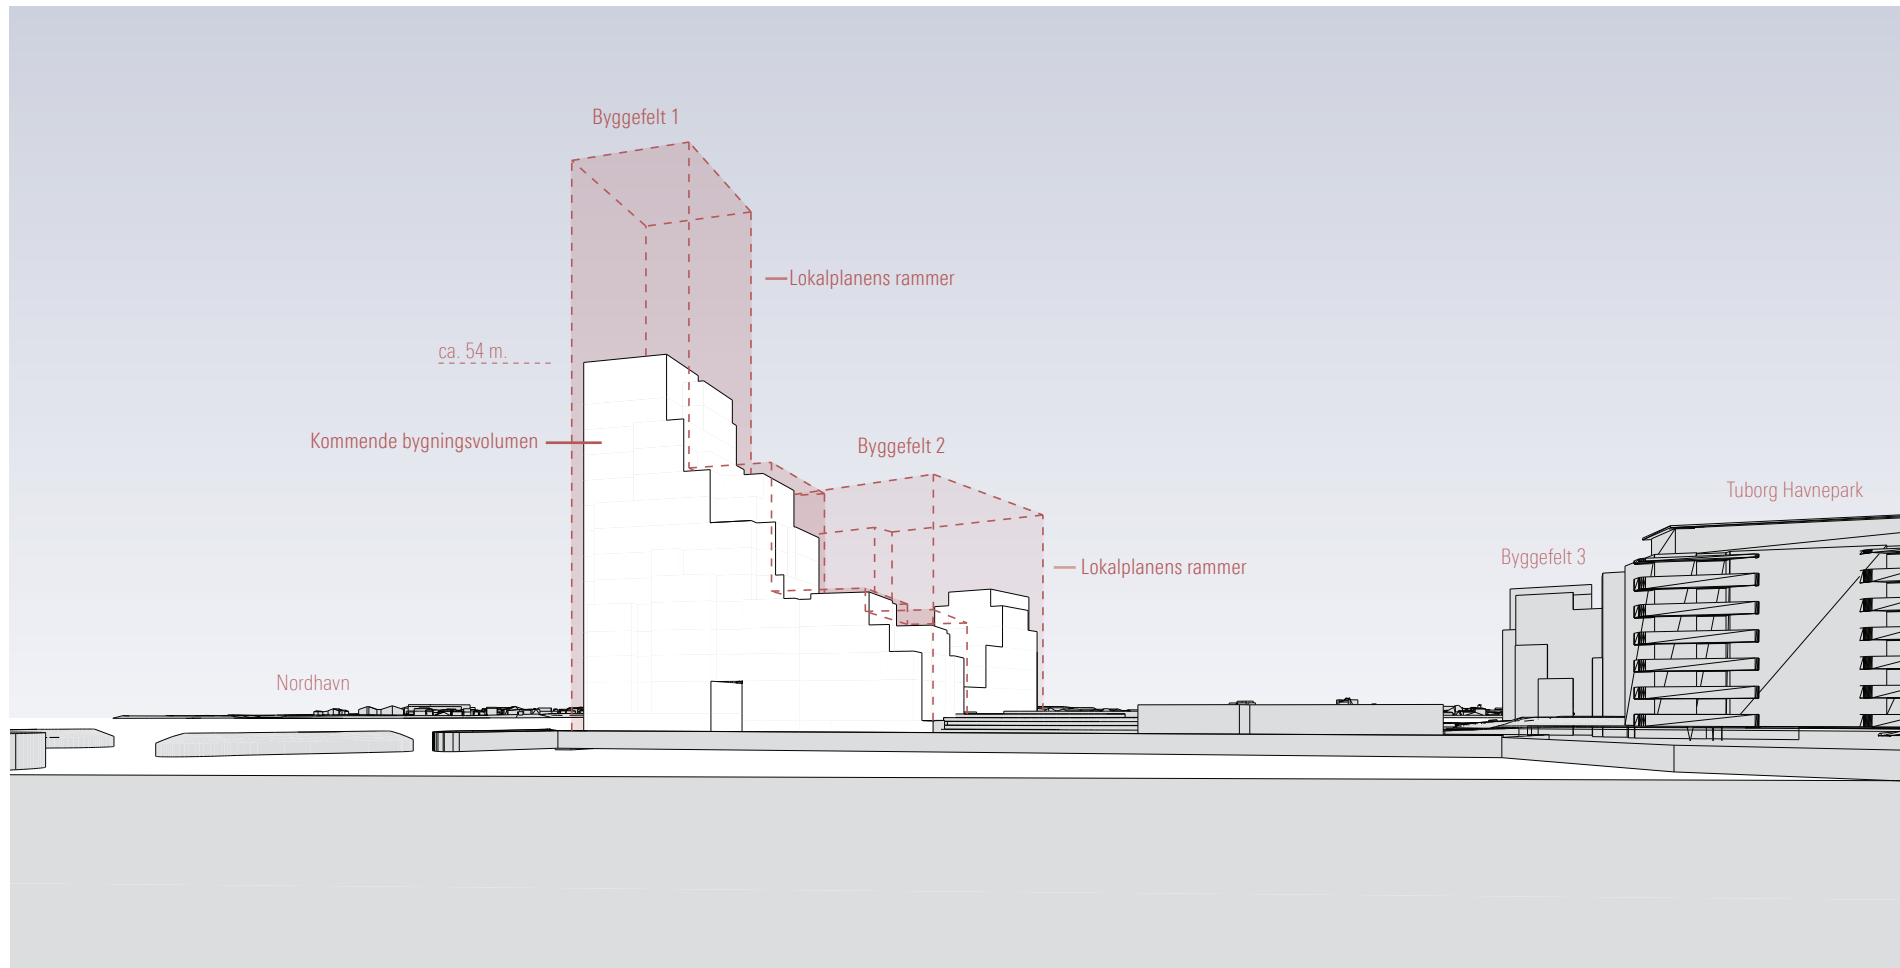 Byggefelt 1
Lokalplanens rammer
ca. 54 m.
Kommende bygningsvolumen
Byggefelt 2
Tuborg Havnepark
Byggefelt 3
Lokalplanens rammer
Nordhavn